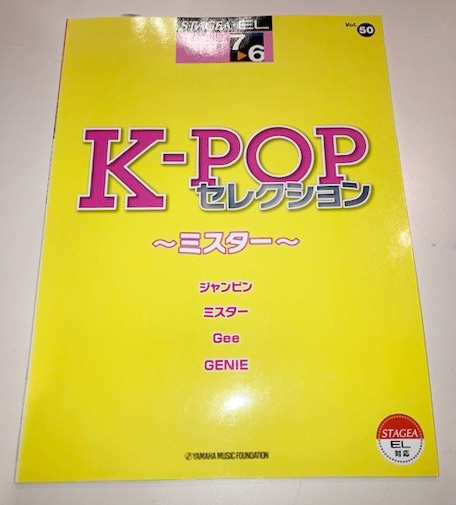 STAGEA・EL
Vol. 50
7▶6
K-POP
セレクション
～ミスター～
ジャンピン
ミスター
Gee
GENIE
STAGEA
EL
対応
YAMAHA MUSIC FOUNDATION